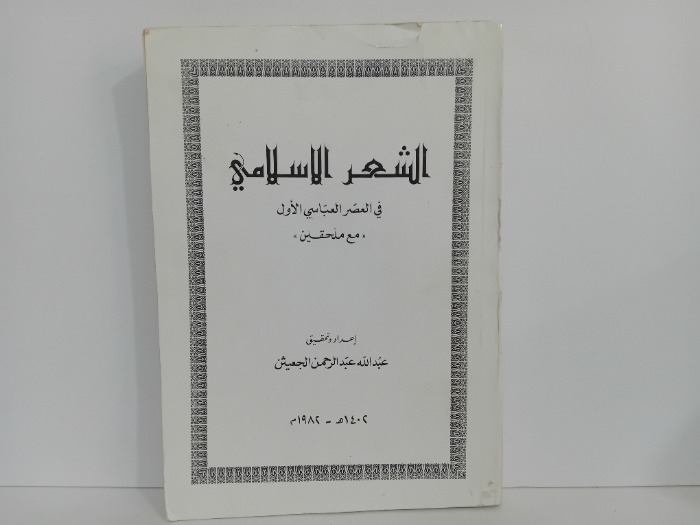 الشعر الاسلامي
في العصر العباسي الأول
« مع ملحقين »
إعداد وتحقيق
عبدالله عبدالرحمن الجعيثن
١٤٠٢هـ - ١٩٨٢م